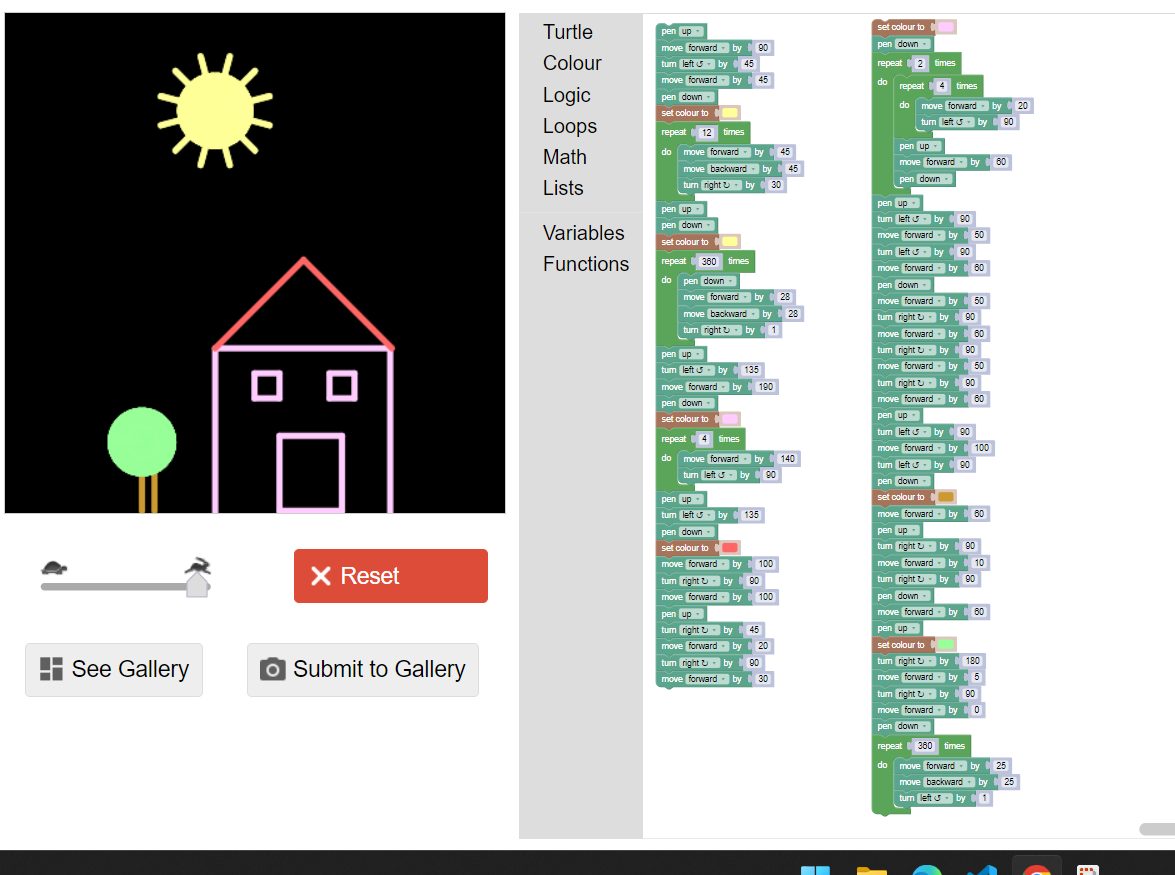 Turtle
Colour
Logic
Loops
Math
Lists
Variables
Functions
Reset
See Gallery
Submit to Gallery
pen up
move forward by 90
turn left ↺ by 45
move forward by 45
pen down
set colour to
repeat 12 times
do move forward by 45
move backward by 45
turn right ↻ by 30
pen up
pen down
set colour to
repeat 360 times
do pen down
move forward by 28
move backward by 28
turn right ↻ by 1
pen up
turn left ↺ by 135
move forward by 190
pen down
set colour to
repeat 4 times
do move forward by 140
turn left ↺ by 90
pen up
turn left ↺ by 135
pen down
set colour to
move forward by 100
turn right ↻ by 90
move forward by 100
pen up
turn right ↻ by 45
move forward by 20
turn right ↻ by 90
move forward by 30
set colour to
pen down
repeat 2 times
do repeat 4 times
do move forward by 20
turn left ↺ by 90
pen up
move forward by 60
pen down
pen up
turn left ↺ by 90
move forward by 50
turn left ↺ by 90
move forward by 60
pen down
move forward by 50
turn right ↻ by 90
move forward by 60
turn right ↻ by 90
move forward by 50
turn right ↻ by 90
move forward by 60
pen up
turn left ↺ by 90
move forward by 100
turn left ↺ by 90
pen down
set colour to
move forward by 60
pen up
turn right ↻ by 90
move forward by 10
turn right ↻ by 90
pen down
move forward by 60
pen up
set colour to
turn right ↻ by 180
move forward by 5
turn right ↻ by 90
move forward by 0
pen down
repeat 360 times
do move forward by 25
move backward by 25
turn left ↺ by 1